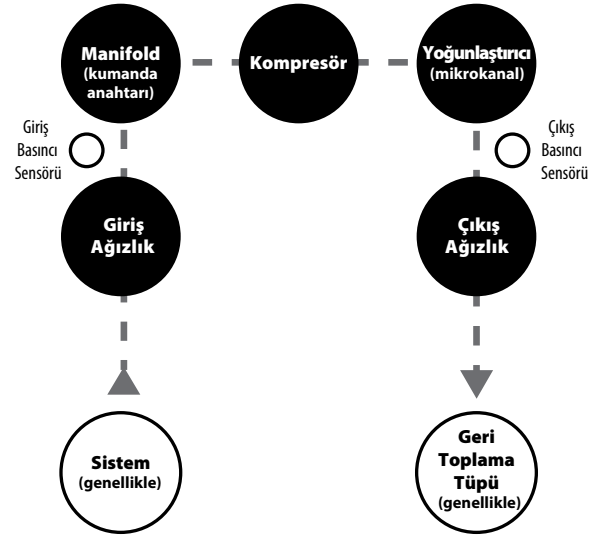 Manifold
(kumanda
anahtarı)
Kompresör
Yoğunlaştırıcı
(mikrokanal)
Giriş
Basıncı
Sensörü
Çıkış
Basıncı
Sensörü
Giriş
Ağızlık
Çıkış
Ağızlık
Sistem
(genellikle)
Geri
Toplama
Tüpü
(genellikle)